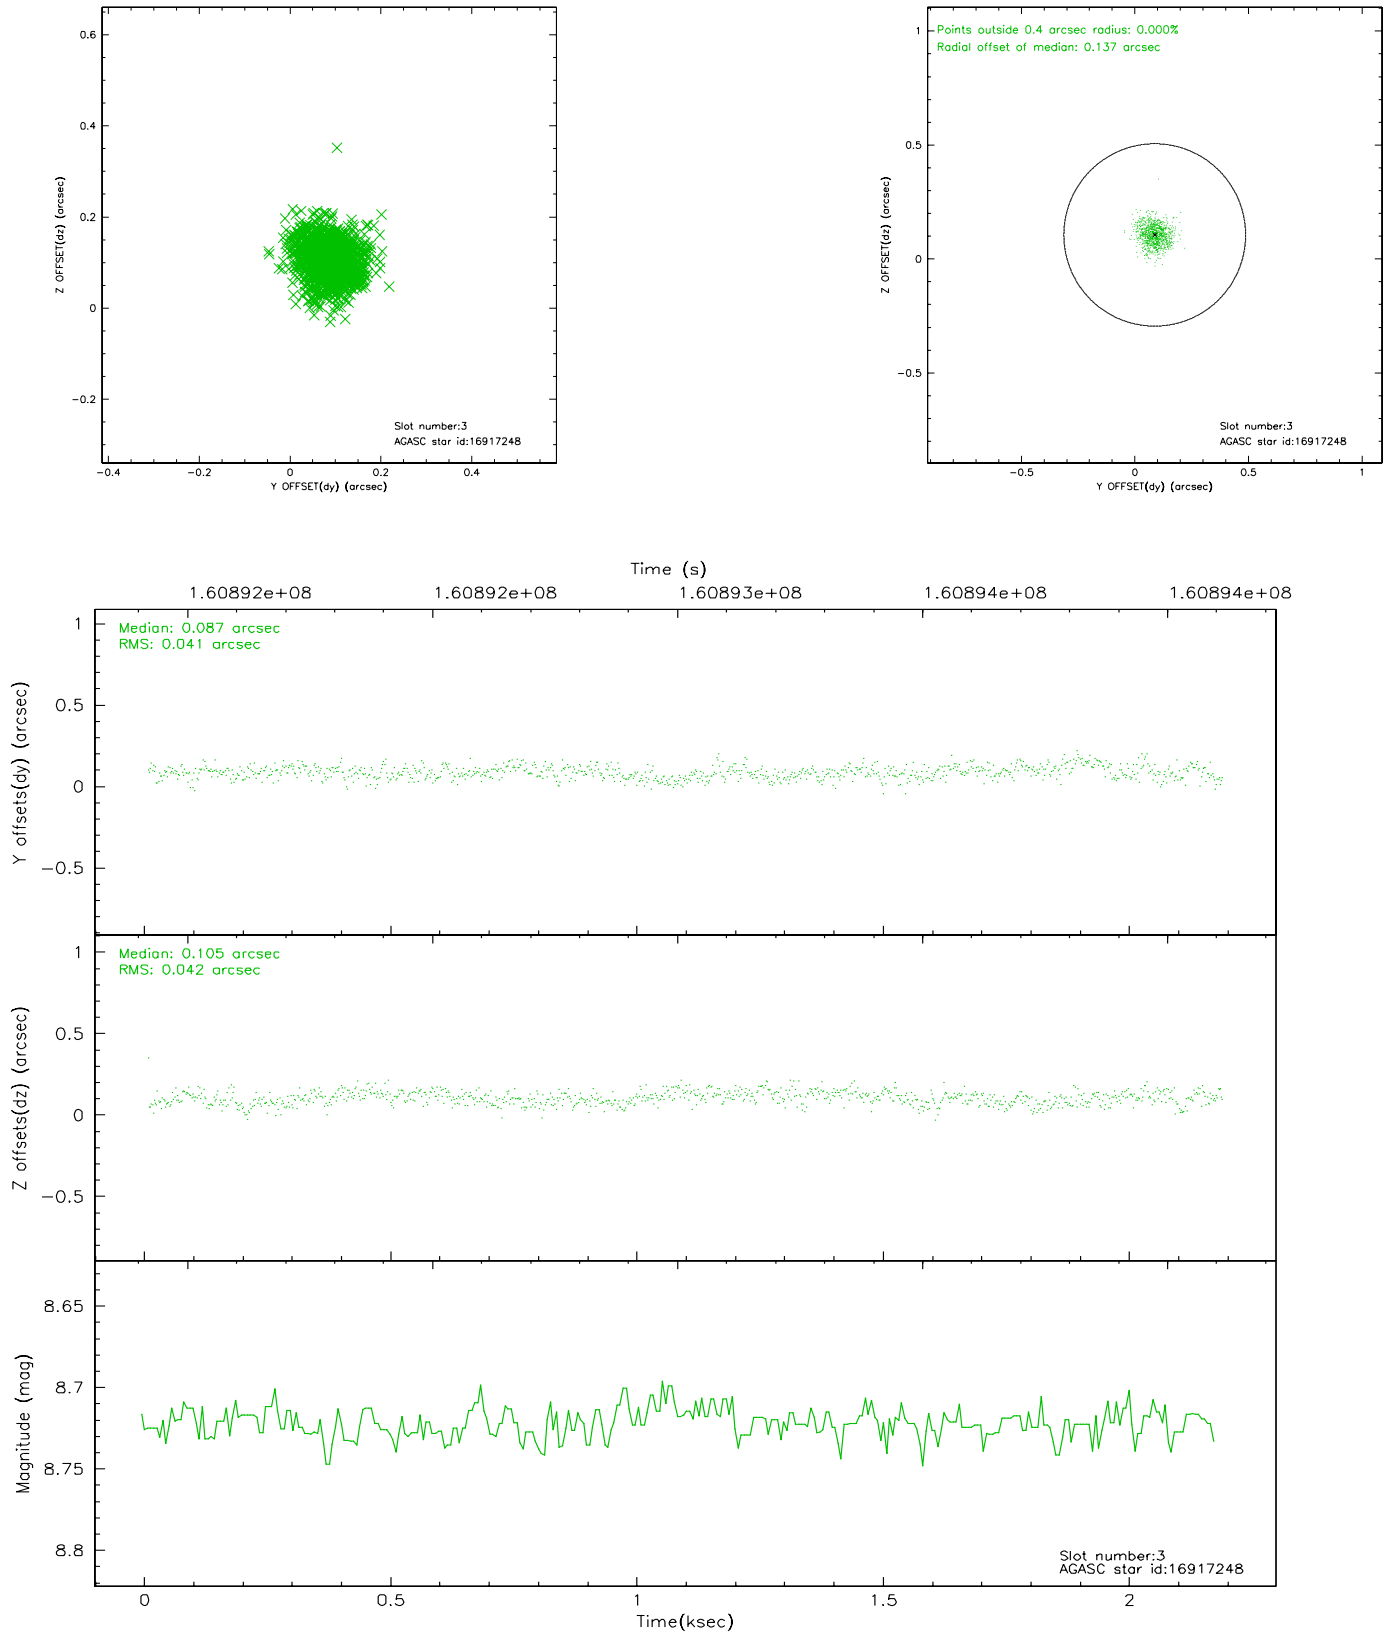 0.6
0.4
0.2
0
−0.2
Z OFFSET(dz) (arcsec)
Slot number:3
AGASC star id:16917248
−0.4 −0.2 0 0.2 0.4
Y OFFSET(dy) (arcsec)
Points outside 0.4 arcsec radius: 0.000%
Radial offset of median: 0.137 arcsec
1
0.5
0
−0.5
Z OFFSET(dz) (arcsec)
Slot number:3
AGASC star id:16917248
−0.5 0 0.5 1
Y OFFSET(dy) (arcsec)
Time (s)
1.60892e+08 1.60892e+08 1.60893e+08 1.60894e+08 1.60894e+08
Median: 0.087 arcsec
RMS: 0.041 arcsec
1
0.5
0
−0.5
Y offsets(dy) (arcsec)
Median: 0.105 arcsec
RMS: 0.042 arcsec
1
0.5
0
−0.5
Z offsets(dz) (arcsec)
8.65
8.7
8.75
8.8
Magnitude (mag)
Slot number:3
AGASC star id:16917248
0 0.5 1 1.5 2
Time(ksec)